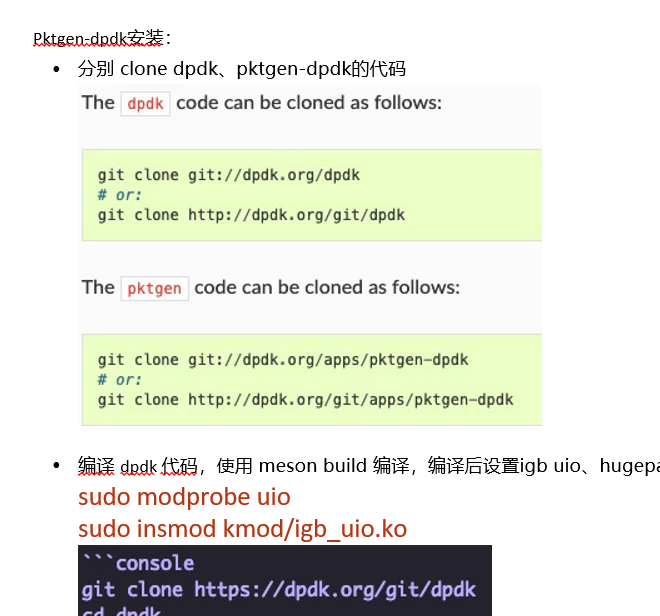 Pktgen-dpdk安装：
• 分别 clone dpdk、pktgen-dpdk的代码
The dpdk code can be cloned as follows:
git clone git://dpdk.org/dpdk
# or:
git clone http://dpdk.org/git/dpdk
The pktgen code can be cloned as follows:
git clone git://dpdk.org/apps/pktgen-dpdk
# or:
git clone http://dpdk.org/git/apps/pktgen-dpdk
• 编译 dpdk 代码，使用 meson build 编译，编译后设置igb uio、hugepa
sudo modprobe uio
sudo insmod kmod/igb_uio.ko
```console
git clone https://dpdk.org/git/dpdk
cd dpdk